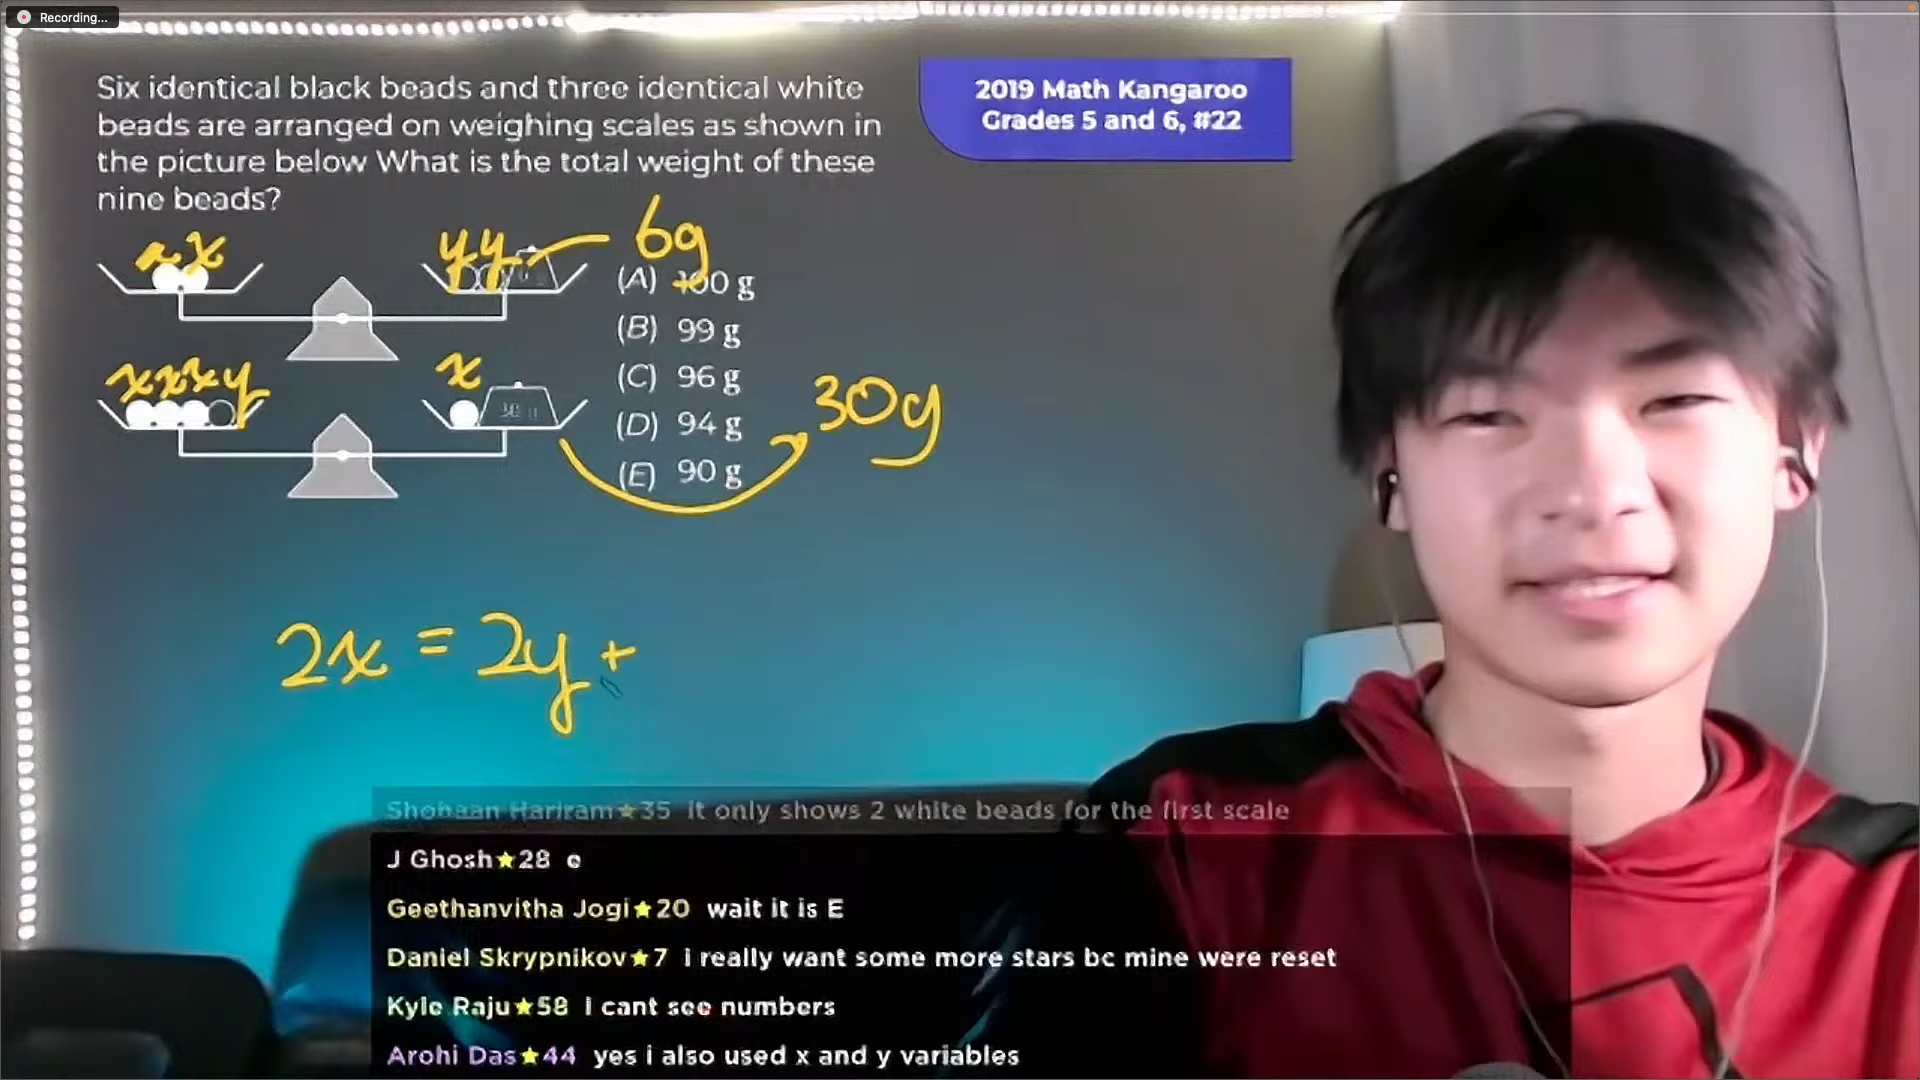 Recording...
Six identical black beads and three identical white
beads are arranged on weighing scales as shown in
the picture below What is the total weight of these
nine beads?
2019 Math Kangaroo
Grades 5 and 6, #22
x x
y y
6g
(A) 100 g
(B) 99 g
(C) 96 g
(D) 94 g
(E) 90 g
x x x y
x
30 g
30g
2x = 2y +
Shohaan Hariram★35 it only shows 2 white beads for the first scale
J Ghosh★28 e
Geethanvitha Jogi★20 wait it is E
Daniel Skrypnikov★7 i really want some more stars bc mine were reset
Kyle Raju★58 I cant see numbers
Arohi Das★44 yes i also used x and y variables